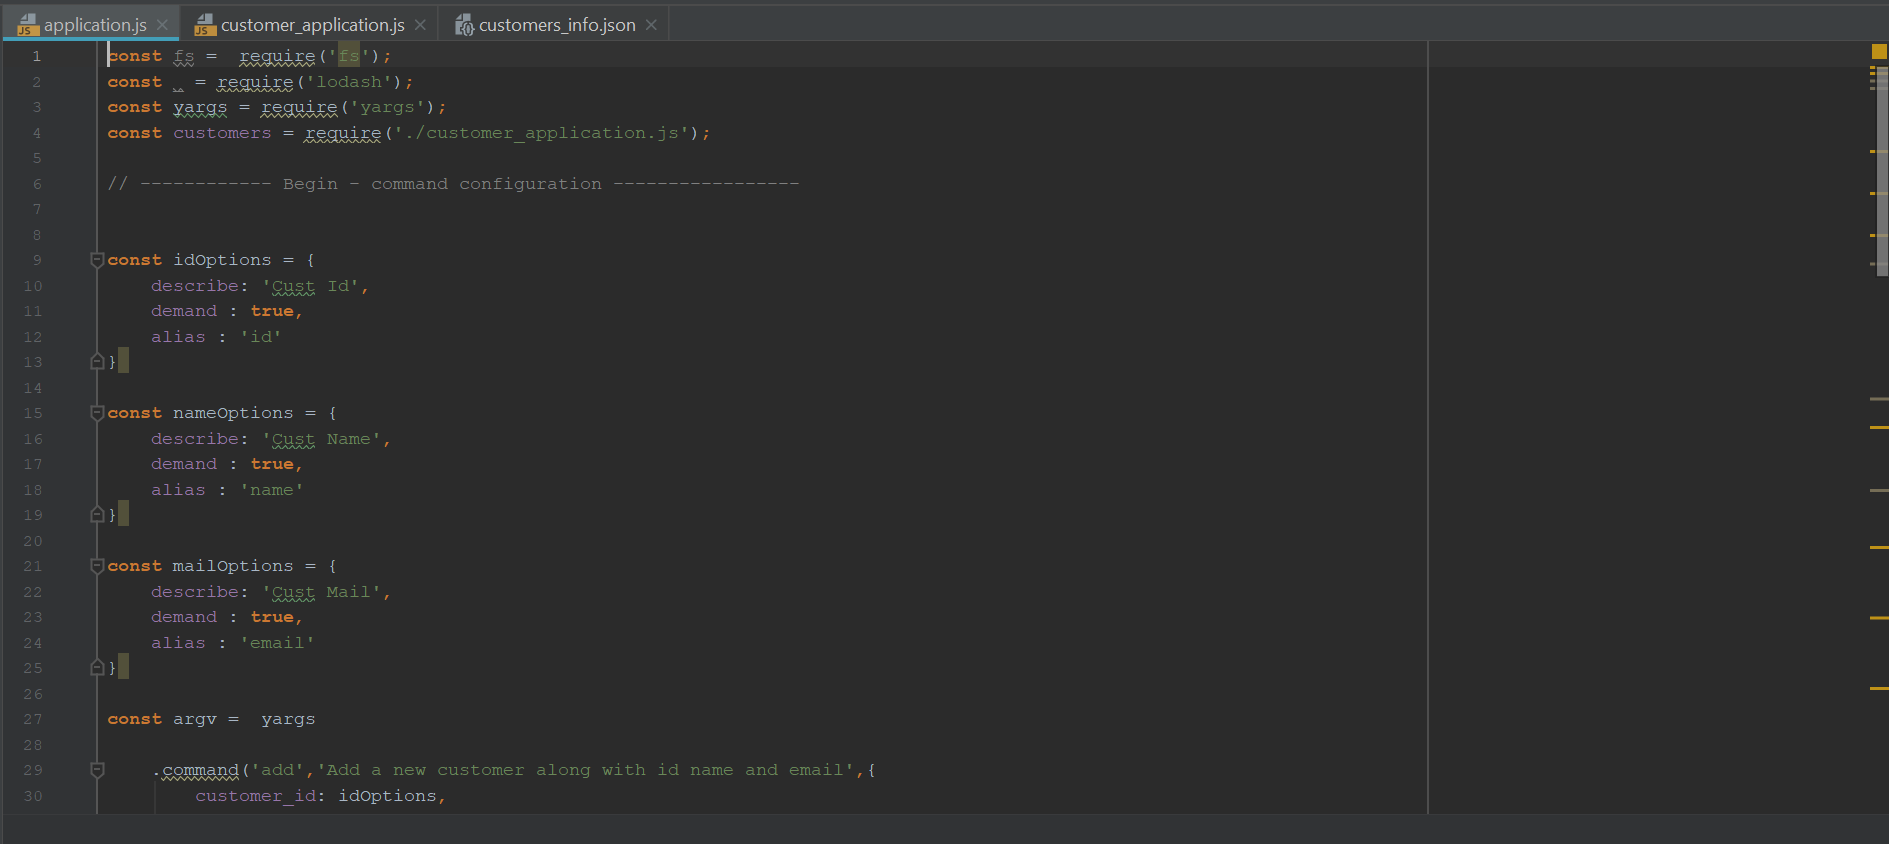 application.js customer_application.js customers_info.json
1 const fs =  require('fs');
2 const _ = require('lodash');
3 const yargs = require('yargs');
4 const customers = require('./customer_application.js');
5
6 // ------------ Begin - command configuration -----------------
7
8
9 const idOptions = {
10     describe: 'Cust Id',
11     demand : true,
12     alias : 'id'
13 }
14
15 const nameOptions = {
16     describe: 'Cust Name',
17     demand : true,
18     alias : 'name'
19 }
20
21 const mailOptions = {
22     describe: 'Cust Mail',
23     demand : true,
24     alias : 'email'
25 }
26
27 const argv =  yargs
28
29     .command('add','Add a new customer along with id name and email',{
30         customer_id: idOptions,